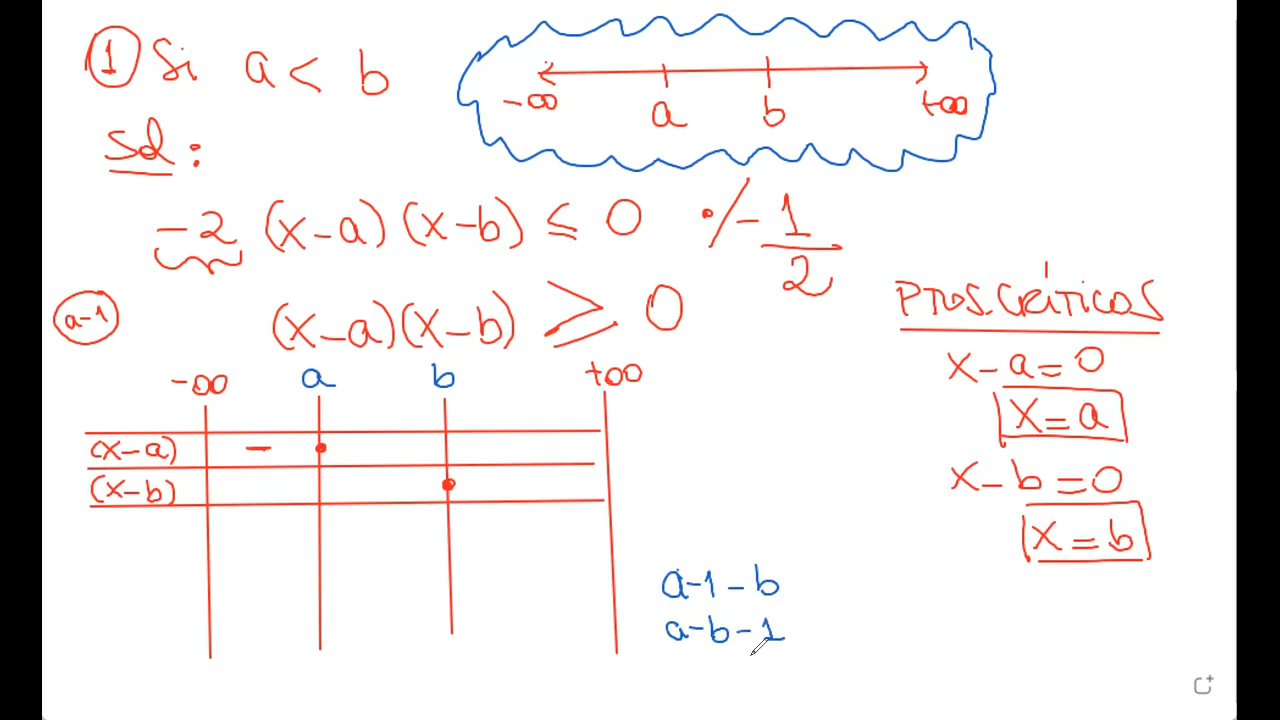 ① Si a < b
-∞ a b +∞
Sol:
-2 (x-a)(x-b) ≤ 0 ·/-1/2
a-1 (x-a)(x-b) ≥ 0
PTOS. CRÍTICOS
x-a=0
x=a
x-b=0
x=b
-∞ a b +∞
(x-a) -
(x-b)
a-1-b
a-b-1